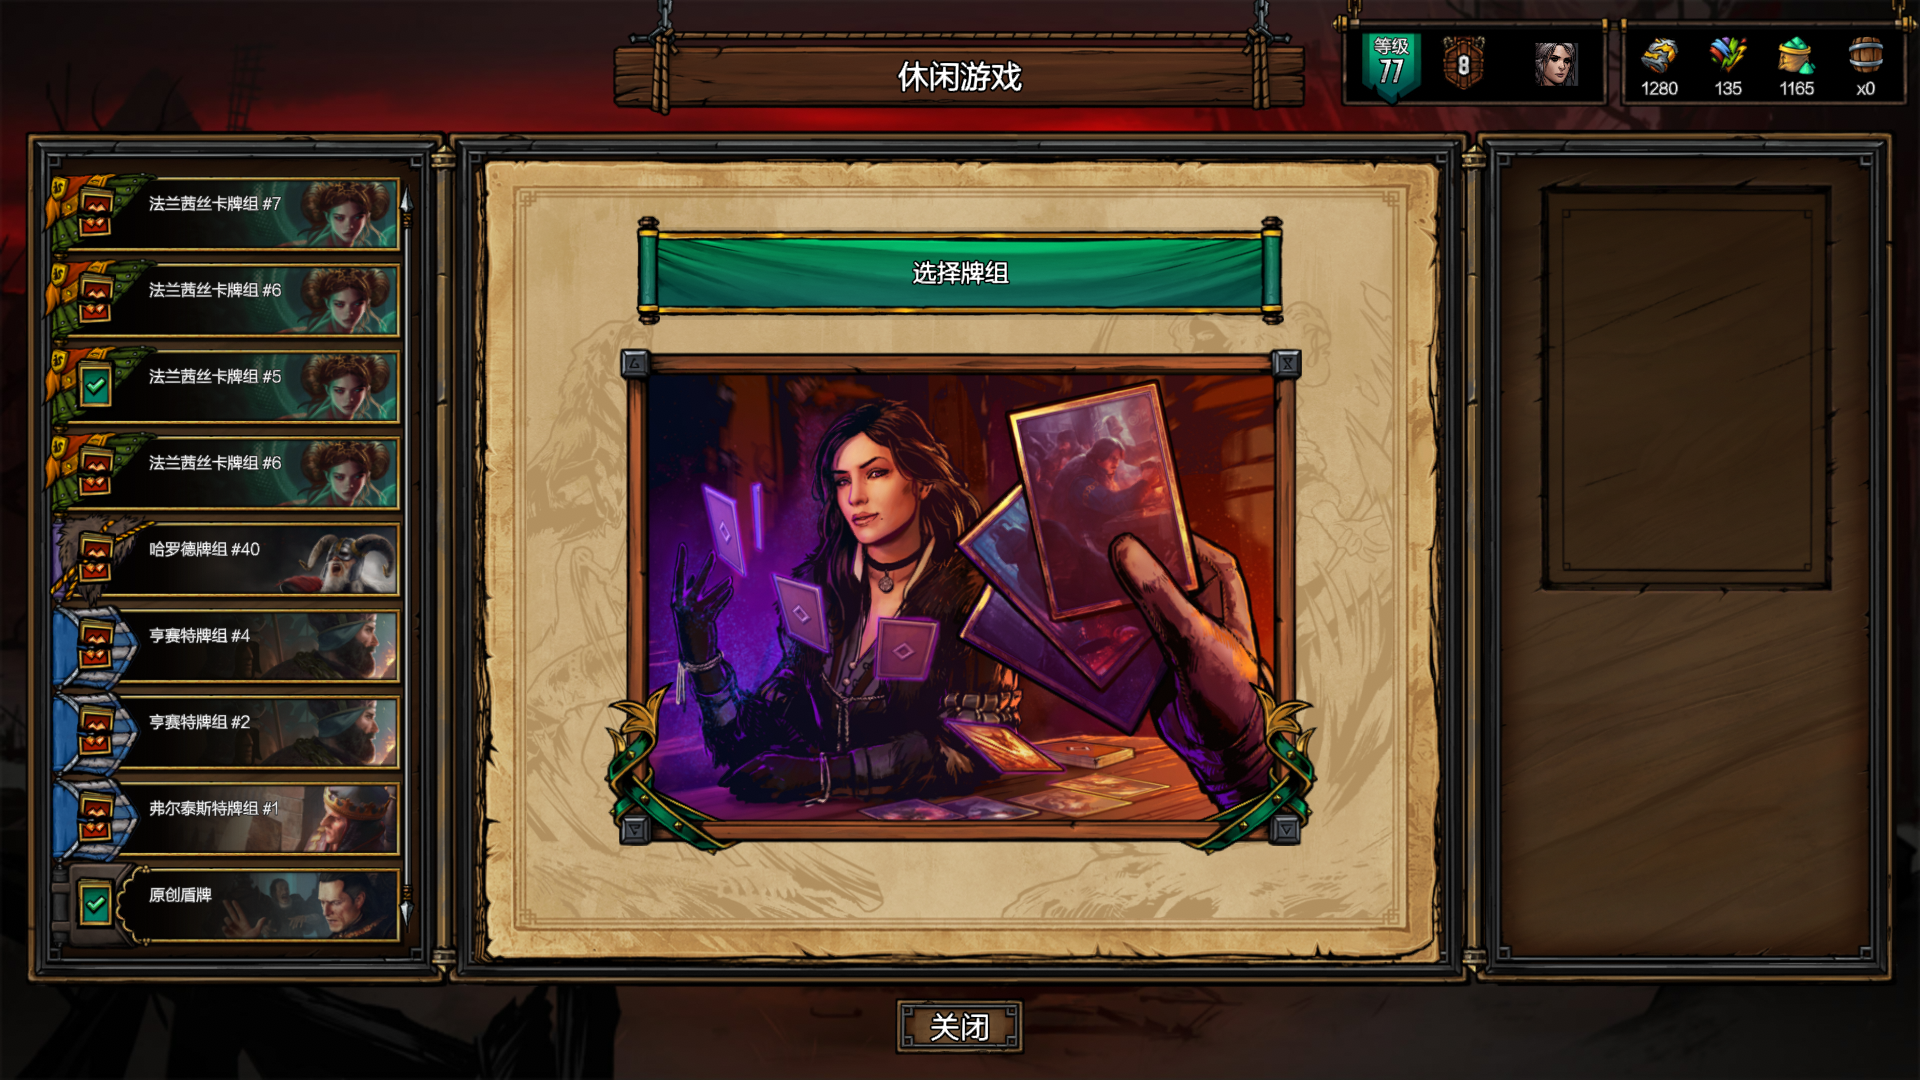 休闲游戏
等级
77
8
1280
135
1165
x0
法兰茜丝卡牌组 #7
法兰茜丝卡牌组 #6
法兰茜丝卡牌组 #5
法兰茜丝卡牌组 #6
哈罗德牌组 #40
亨赛特牌组 #4
亨赛特牌组 #2
弗尔泰斯特牌组 #1
原创盾牌
选择牌组
关闭